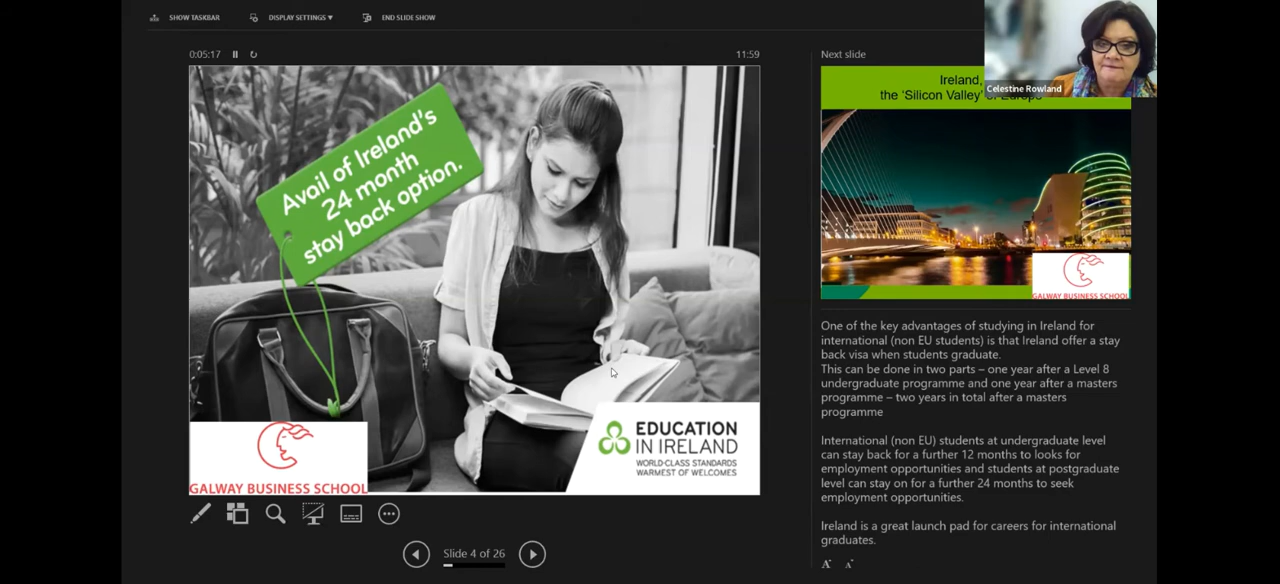 SHOW TASKBAR
DISPLAY SETTINGS ▼
END SLIDE SHOW
0:05:17
11:59
Avail of Ireland's
24 month
stay back option.
GALWAY BUSINESS SCHOOL
EDUCATION
IN IRELAND
WORLD-CLASS STANDARDS
WARMEST OF WELCOMES
Slide 4 of 26
Next slide
Ireland,
the 'Silicon Valley' of Europe
GALWAY BUSINESS SCHOOL
Celestine Rowland
One of the key advantages of studying in Ireland for
international (non EU students) is that Ireland offer a stay
back visa when students graduate.
This can be done in two parts – one year after a Level 8
undergraduate programme and one year after a masters
programme – two years in total after a masters
programme
International (non EU) students at undergraduate level
can stay back for a further 12 months to looks for
employment opportunities and students at postgraduate
level can stay on for a further 24 months to seek
employment opportunities.
Ireland is a great launch pad for careers for international
graduates.
A
A